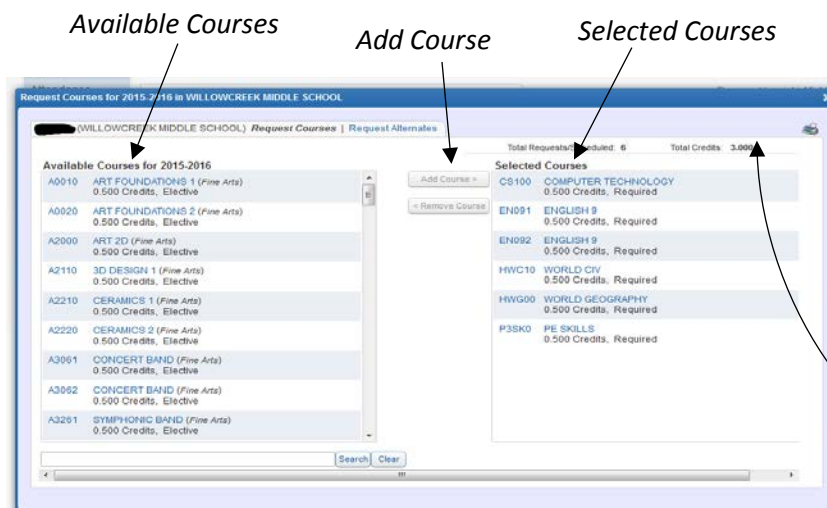 Available Courses
Add Course
Selected Courses
Request Courses for 2015-2016 in WILLOWCREEK MIDDLE SCHOOL
(WILLOWCREEK MIDDLE SCHOOL) Request Courses | Request Alternates
Total Requests/Scheduled: 6 Total Credits: 3.000
Available Courses for 2015-2016
A0010 ART FOUNDATIONS 1 (Fine Arts)
0.500 Credits, Elective
A0020 ART FOUNDATIONS 2 (Fine Arts)
0.500 Credits, Elective
A2000 ART 2D (Fine Arts)
0.500 Credits, Elective
A2110 3D DESIGN 1 (Fine Arts)
0.500 Credits, Elective
A2210 CERAMICS 1 (Fine Arts)
0.500 Credits, Elective
A2220 CERAMICS 2 (Fine Arts)
0.500 Credits, Elective
A3061 CONCERT BAND (Fine Arts)
0.500 Credits, Elective
A3062 CONCERT BAND (Fine Arts)
0.500 Credits, Elective
A3261 SYMPHONIC BAND (Fine Arts)
0.500 Credits, Elective
Search Clear
Add Course >
< Remove Course
Selected Courses
CS100 COMPUTER TECHNOLOGY
0.500 Credits, Required
EN091 ENGLISH 9
0.500 Credits, Required
EN092 ENGLISH 9
0.500 Credits, Required
HWC10 WORLD CIV
0.500 Credits, Required
HWG00 WORLD GEOGRAPHY
0.500 Credits, Required
P3SK0 PE SKILLS
0.500 Credits, Required